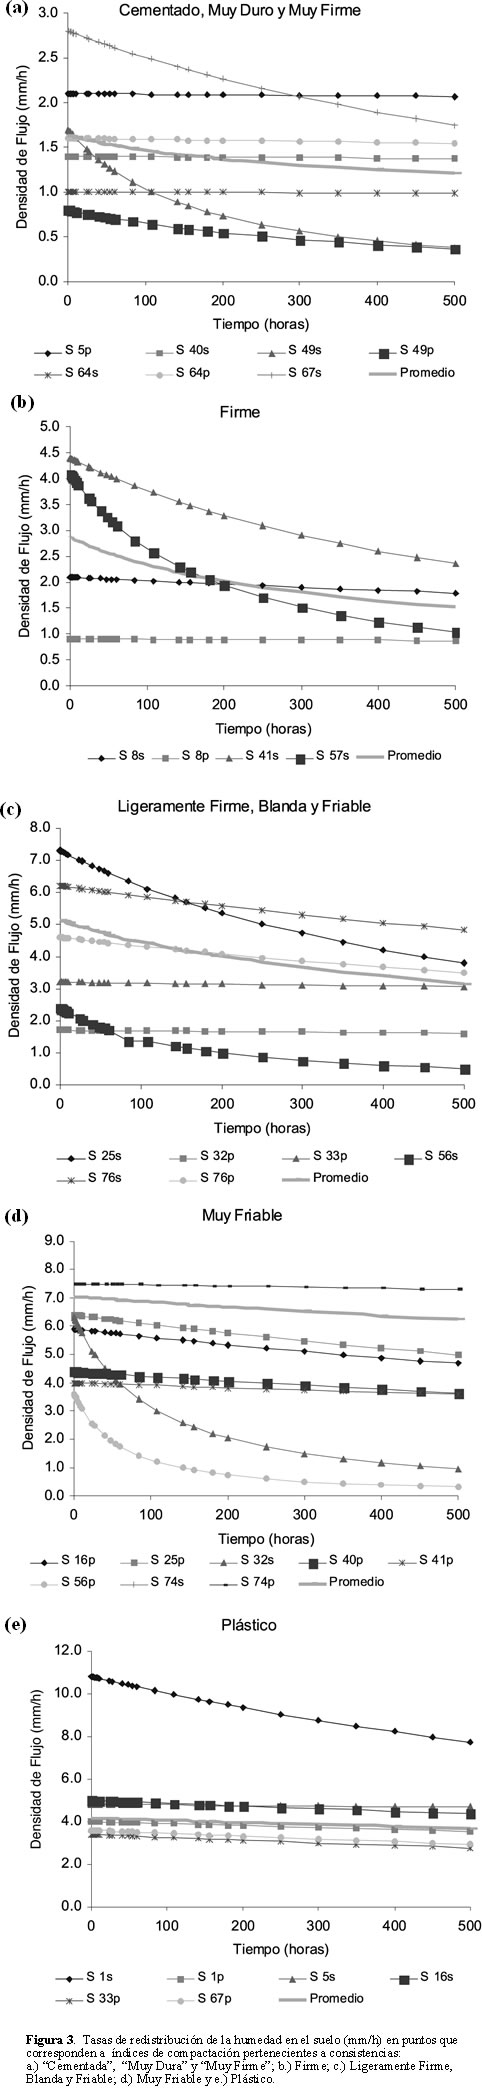 (a)
Cementado, Muy Duro y Muy Firme
Densidad de Flujo (mm/h)
3.0
2.5
2.0
1.5
1.0
0.5
0.0
0 100 200 300 400 500
Tiempo (horas)
S 5p S 40s S 49s S 49p
S 64s S 64p S 67s Promedio
(b)
Firme
Densidad de Flujo (mm/h)
5.0
4.5
4.0
3.5
3.0
2.5
2.0
1.5
1.0
0.5
0.0
0 100 200 300 400 500
Tiempo (horas)
S 8s S 8p S 41s S 57s Promedio
(c)
Ligeramente Firme, Blanda y Friable
Densidad de Flujo (mm/h)
8.0
7.0
6.0
5.0
4.0
3.0
2.0
1.0
0.0
0 100 200 300 400 500
Tiempo (horas)
S 25s S 32p S 33p S 56s
S 76s S 76p Promedio
(d)
Muy Friable
Densidad de Flujo (mm/h)
9.0
8.0
7.0
6.0
5.0
4.0
3.0
2.0
1.0
0.0
0 100 200 300 400 500
Tiempo (horas)
S 16p S 25p S 32s S 40p S 41p
S 56p S 74s S 74p Promedio
(e)
Plástico
Densidad de Flujo (mm/h)
12.0
10.0
8.0
6.0
4.0
2.0
0.0
0 100 200 300 400 500
Tiempo (horas)
S 1s S 1p S 5s S 16s
S 33p S 67p Promedio
Figura 3. Tasas de redistribución de la humedad en el suelo (mm/h) en puntos que
corresponden a índices de compactación pertenecientes a consistencias:
a.) “Cementada”, “Muy Dura” y “Muy Firme”; b.) Firme; c.) Ligeramente Firme,
Blanda y Friable; d.) Muy Friable y e.) Plástico.